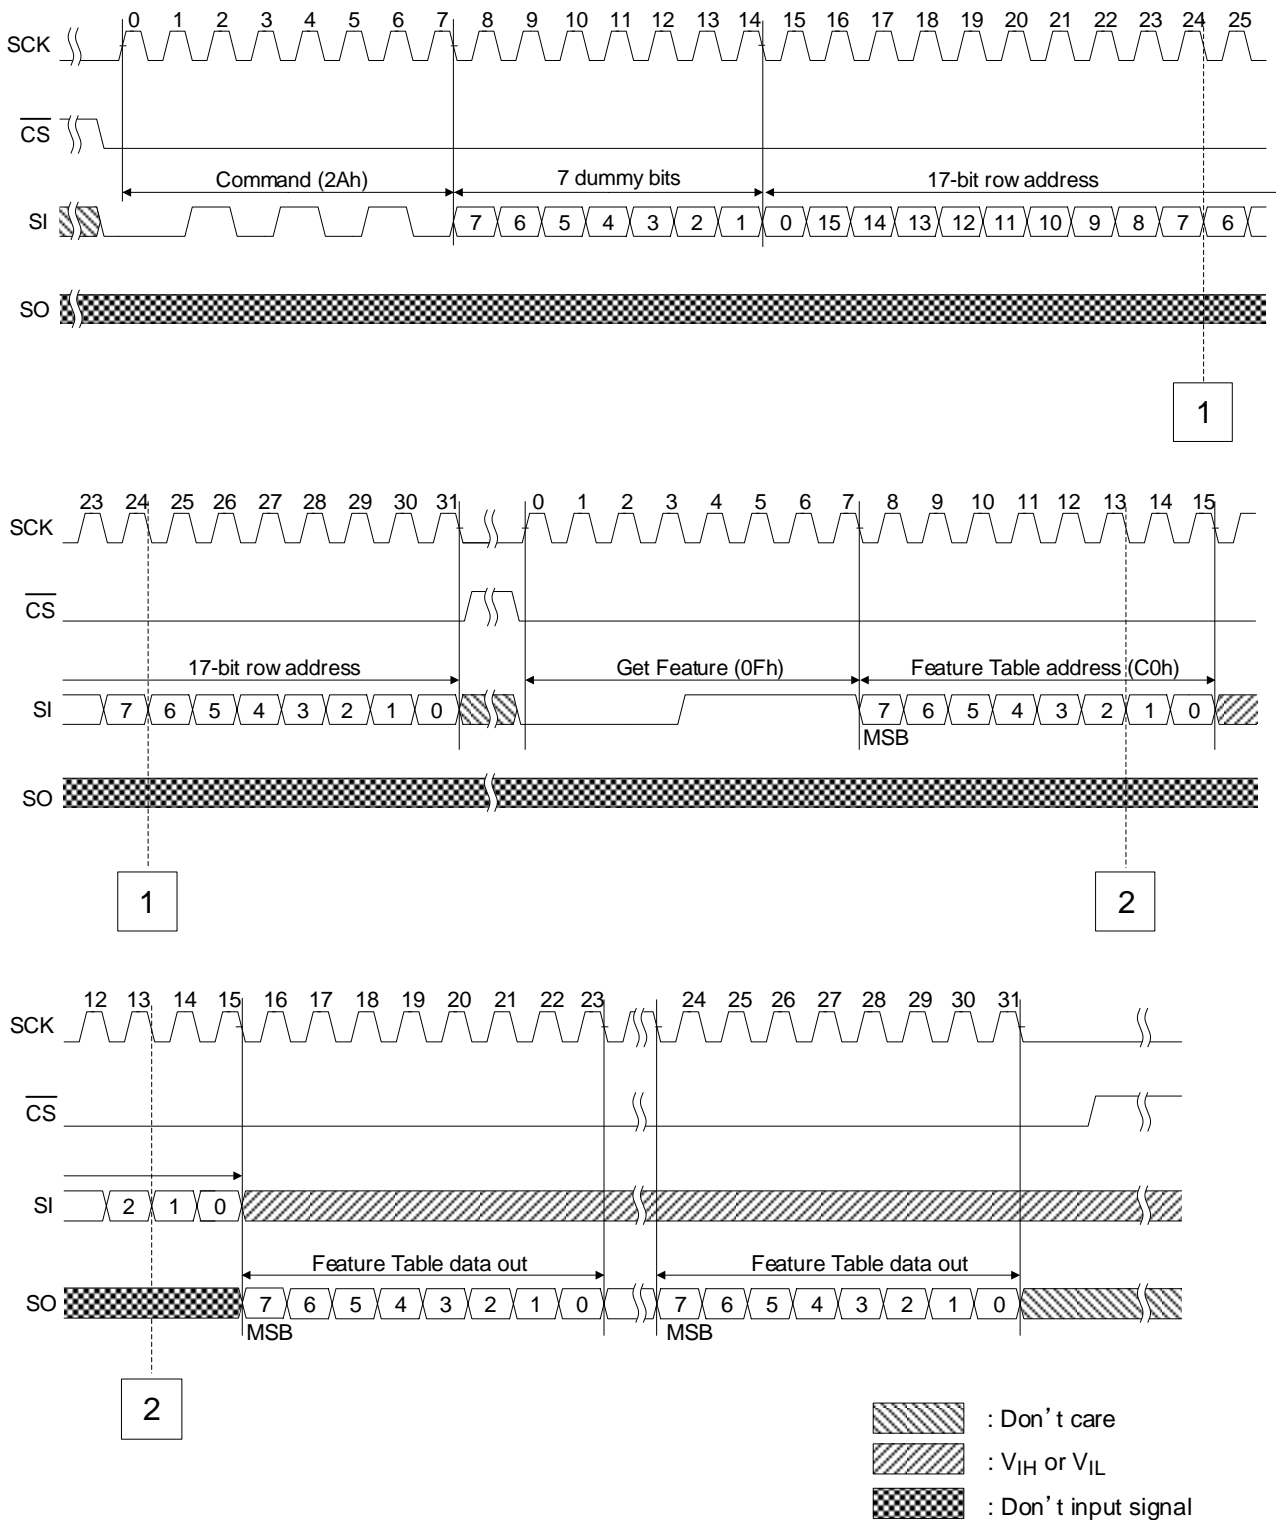 0 1 2 3 4 5 6 7 8 9 10 11 12 13 14 15 16 17 18 19 20 21 22 23 24 25
SCK
CS
Command (2Ah) 7 dummy bits 17-bit row address
SI 7 6 5 4 3 2 1 0 15 14 13 12 11 10 9 8 7 6
SO
1
23 24 25 26 27 28 29 30 31 0 1 2 3 4 5 6 7 8 9 10 11 12 13 14 15
SCK
CS
17-bit row address Get Feature (0Fh) Feature Table address (C0h)
SI 7 6 5 4 3 2 1 0 7 6 5 4 3 2 1 0
MSB
SO
1 2
12 13 14 15 16 17 18 19 20 21 22 23 24 25 26 27 28 29 30 31
SCK
CS
SI 2 1 0
Feature Table data out Feature Table data out
SO 7 6 5 4 3 2 1 0 7 6 5 4 3 2 1 0
MSB MSB
2
: Don't care
: VIH or VIL
: Don't input signal